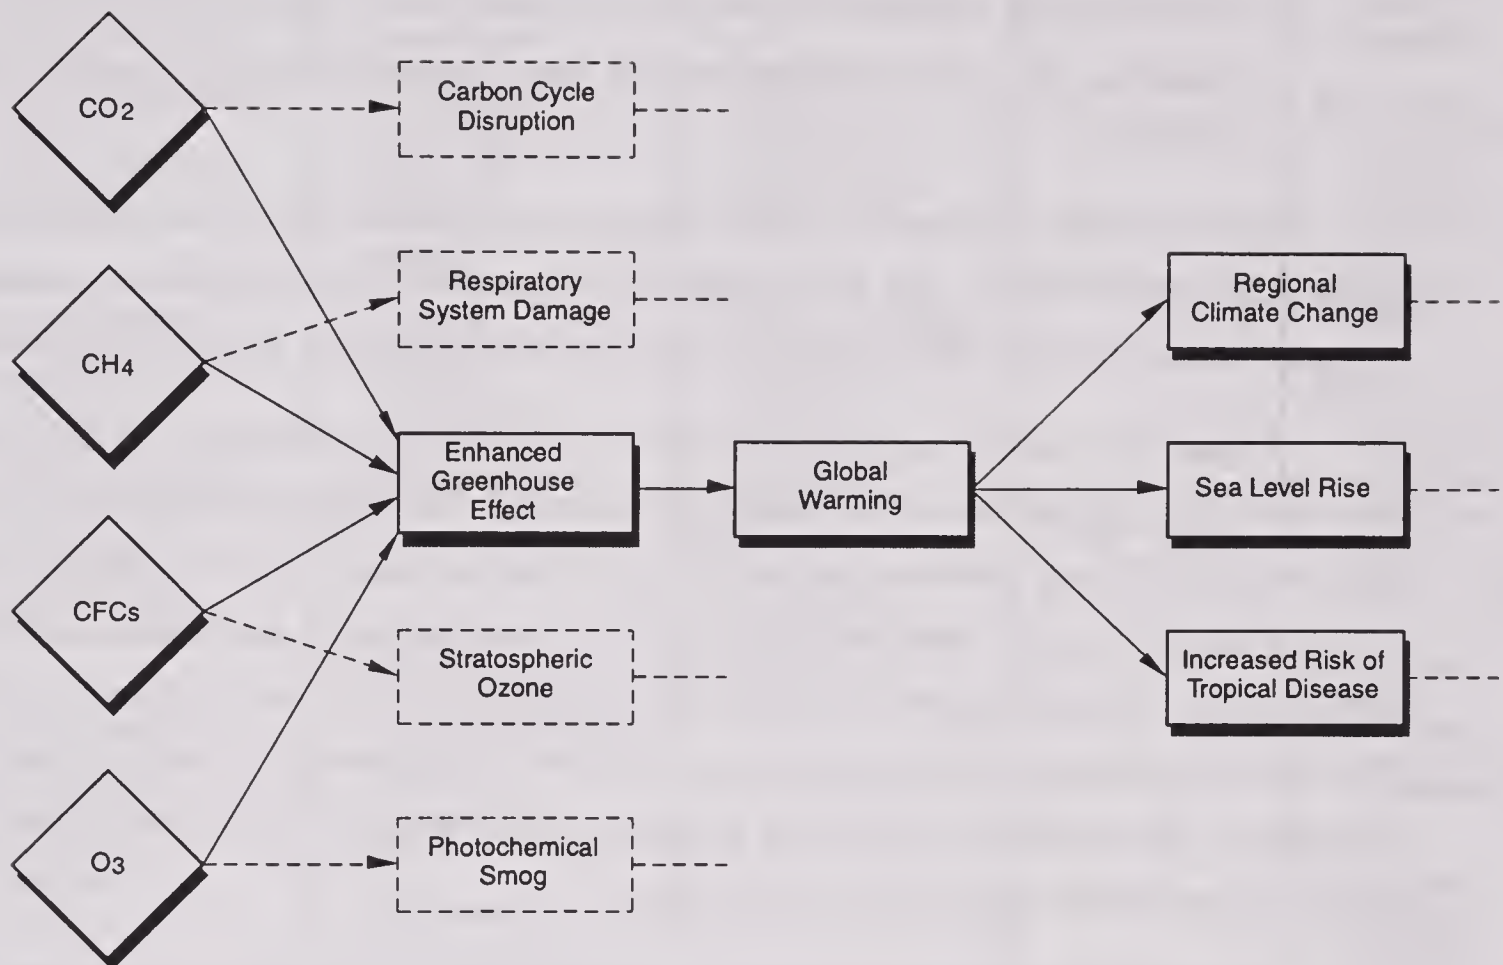 CO2
Carbon Cycle
Disruption
CH4
Respiratory
System Damage
Regional
Climate Change
Enhanced
Greenhouse
Effect
Global
Warming
Sea Level Rise
CFCs
Stratospheric
Ozone
Increased Risk of
Tropical Disease
O3
Photochemical
Smog